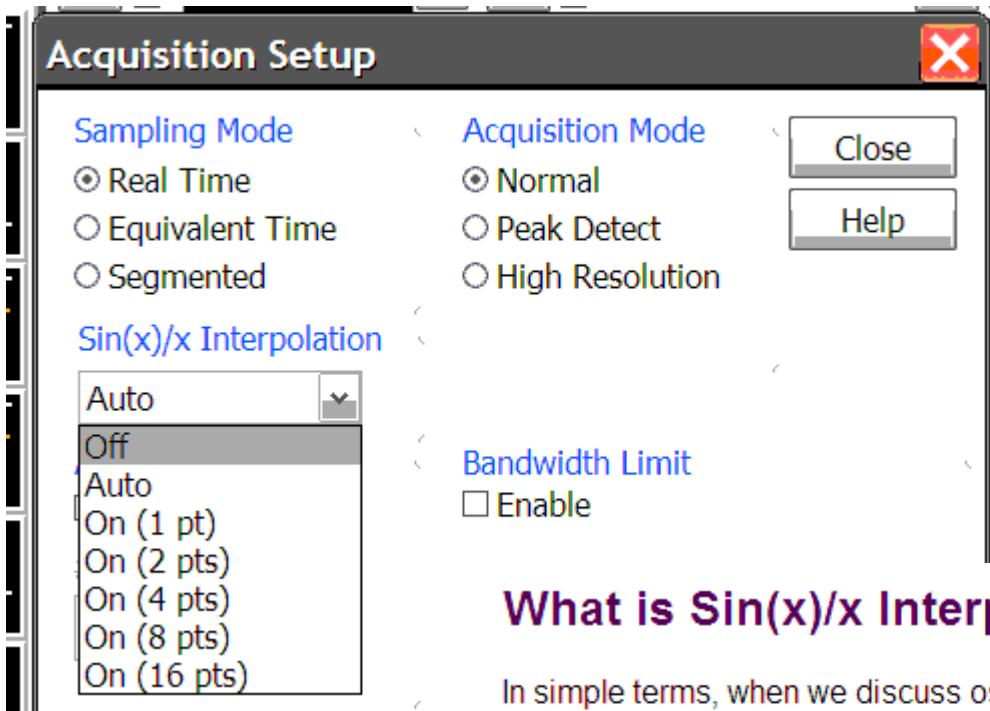 Acquisition Setup
Sampling Mode
Real Time
Equivalent Time
Segmented
Acquisition Mode
Normal
Peak Detect
High Resolution
Close
Help
Sin(x)/x Interpolation
Auto
Off
Auto
On (1 pt)
On (2 pts)
On (4 pts)
On (8 pts)
On (16 pts)
Bandwidth Limit
Enable
What is Sin(x)/x
In simple terms, when we discuss